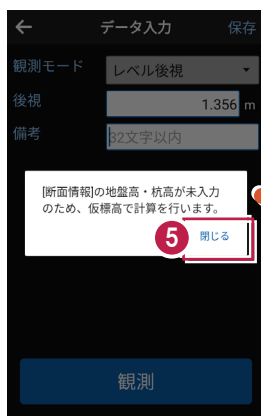 ← データ入力 保存
観測モード レベル後視
後視 1.356 m
備考 32文字以内
[断面情報]の地盤高・杭高が未入力
のため、仮標高で計算を行います。
5 閉じる
観測